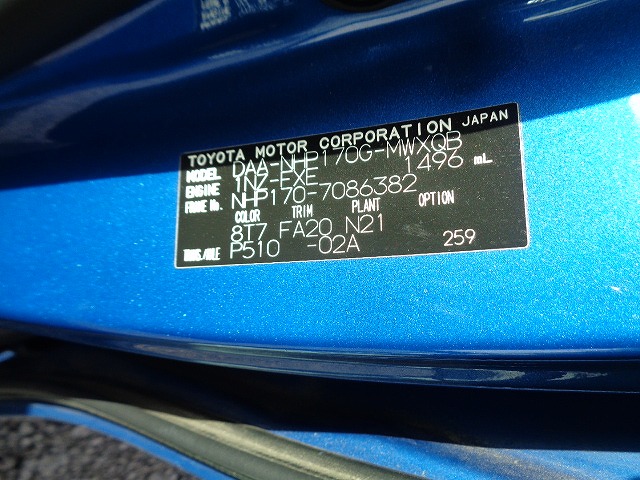 TOYOTA MOTOR CORPORATION JAPAN
MODEL DAA-NHP170G-MWXQB
ENGINE 1NZ-FXE 1496 mL
FRAME No. NHP170-7086382
COLOR TRIM PLANT OPTION
8T7 FA20 N21
TRANS./AXLE P510 -02A 259